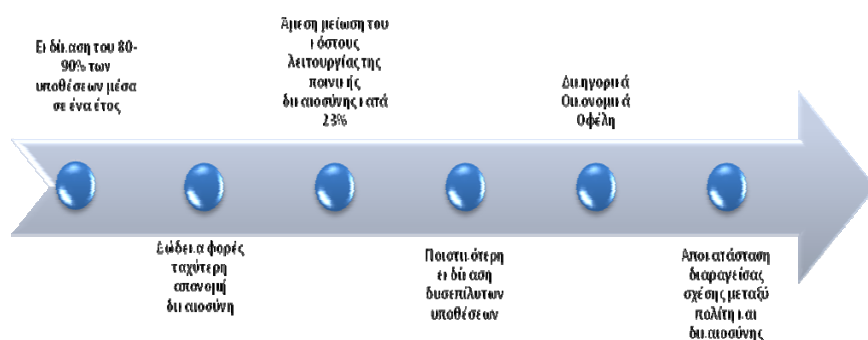 Εκδίκαση του 80-
90% των
υποθέσεων μέσα
σε ένα έτος
Δώδεκα φορές
ταχύτερη
απονομή
δικαιοσύνη
Άμεση μείωση του
κόστους
λειτουργίας της
ποινικής
δικαιοσύνης κατά
23%
Ποιοτικότερη
εκδίκαση
δυσεπίλυτων
υποθέσεων
Δικηγορικά
Οικονομικά
Οφέλη
Αποκατάσταση
διαραγείσας
σχέσης μεταξύ
πολίτη και
δικαιοσύνης